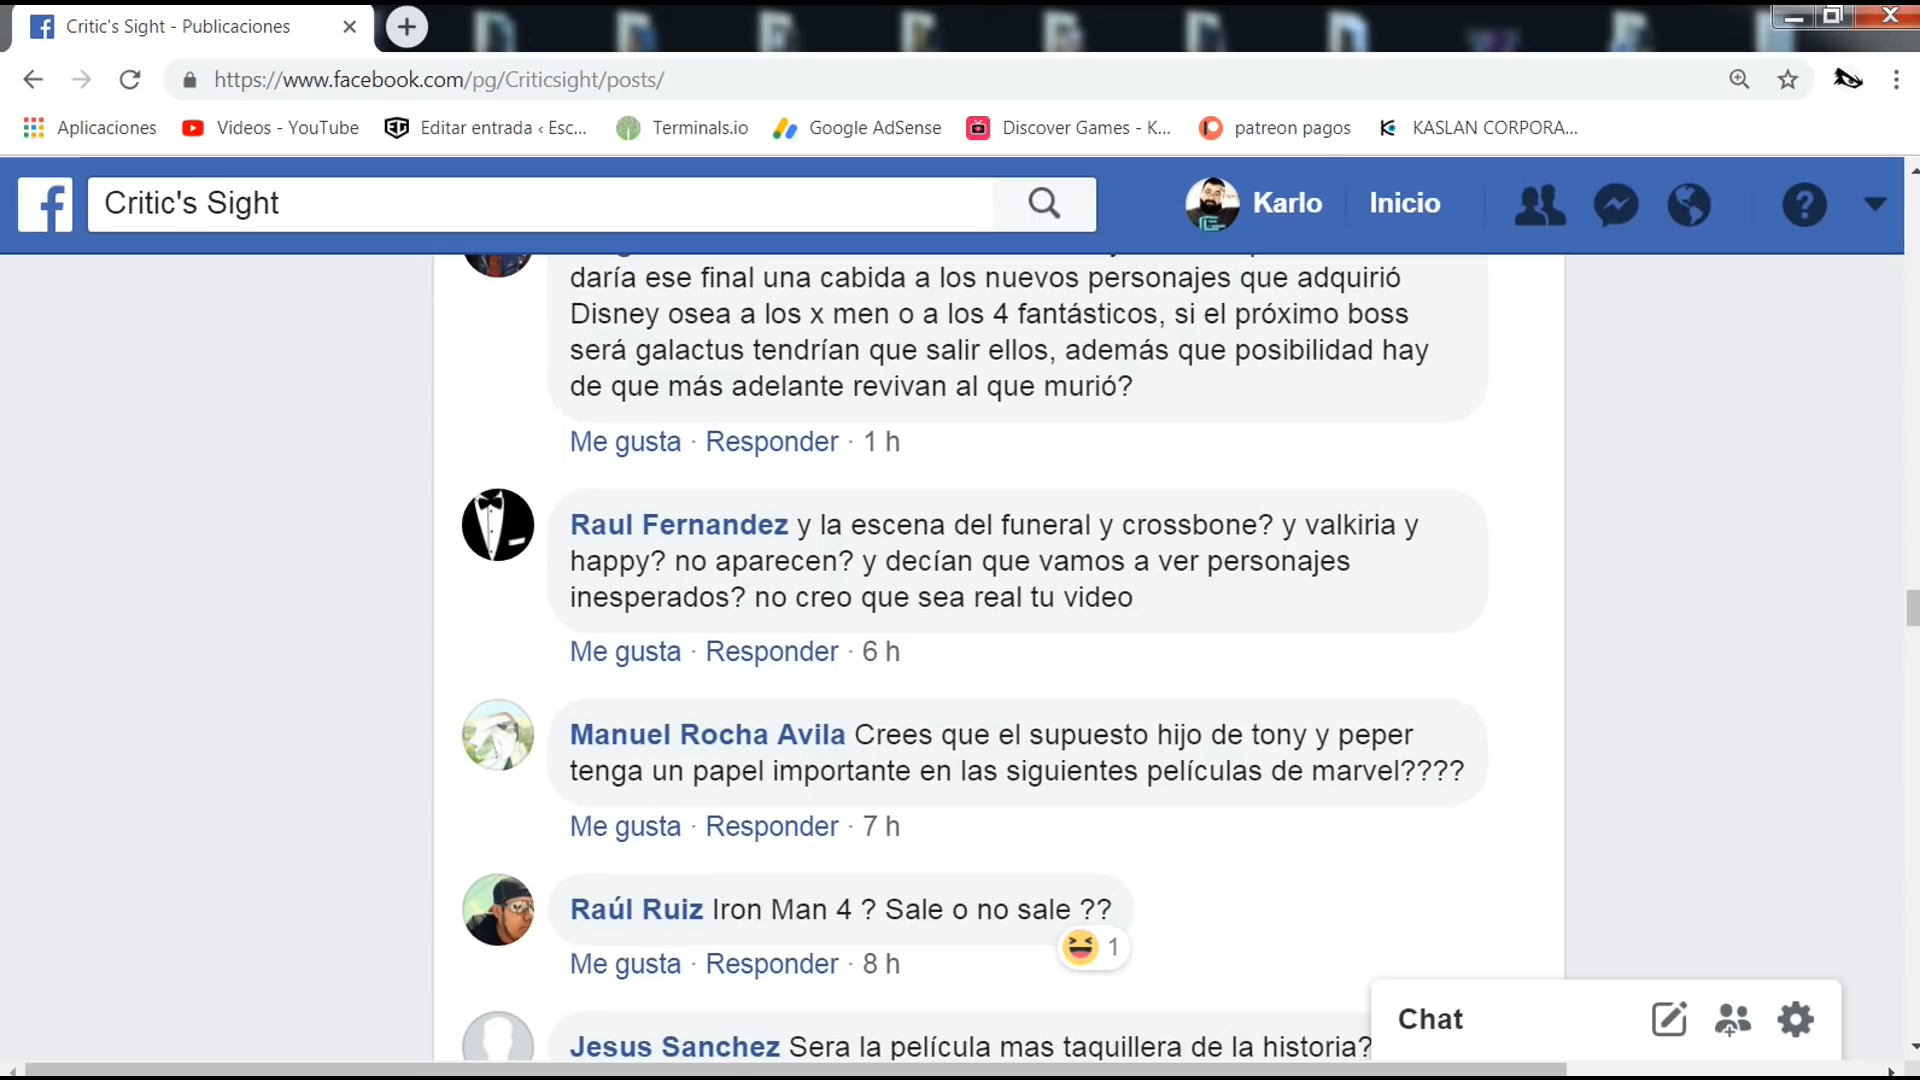 Critic's Sight - Publicaciones
https://www.facebook.com/pg/Criticsight/posts/
Aplicaciones Videos - YouTube Editar entrada ‹ Esc... Terminals.io Google AdSense Discover Games - K... patreon pagos KASLAN CORPORA...
Critic's Sight Karlo Inicio
daría ese final una cabida a los nuevos personajes que adquirió
Disney osea a los x men o a los 4 fantásticos, si el próximo boss
será galactus tendrían que salir ellos, además que posibilidad hay
de que más adelante revivan al que murió?
Me gusta · Responder · 1 h
Raul Fernandez y la escena del funeral y crossbone? y valkiria y
happy? no aparecen? y decían que vamos a ver personajes
inesperados? no creo que sea real tu video
Me gusta · Responder · 6 h
Manuel Rocha Avila Crees que el supuesto hijo de tony y peper
tenga un papel importante en las siguientes películas de marvel????
Me gusta · Responder · 7 h
Raúl Ruiz Iron Man 4 ? Sale o no sale ??
1
Me gusta · Responder · 8 h
Jesus Sanchez Sera la película mas taquillera de la historia?
Chat